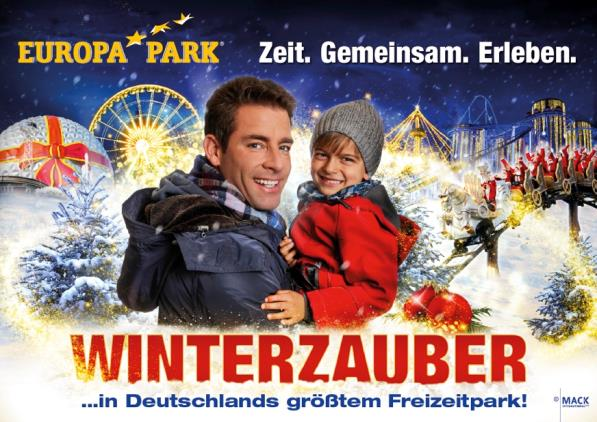 EUROPA PARK®
Zeit. Gemeinsam. Erleben.
WINTERZAUBER
...in Deutschlands größtem Freizeitpark!
© MACK